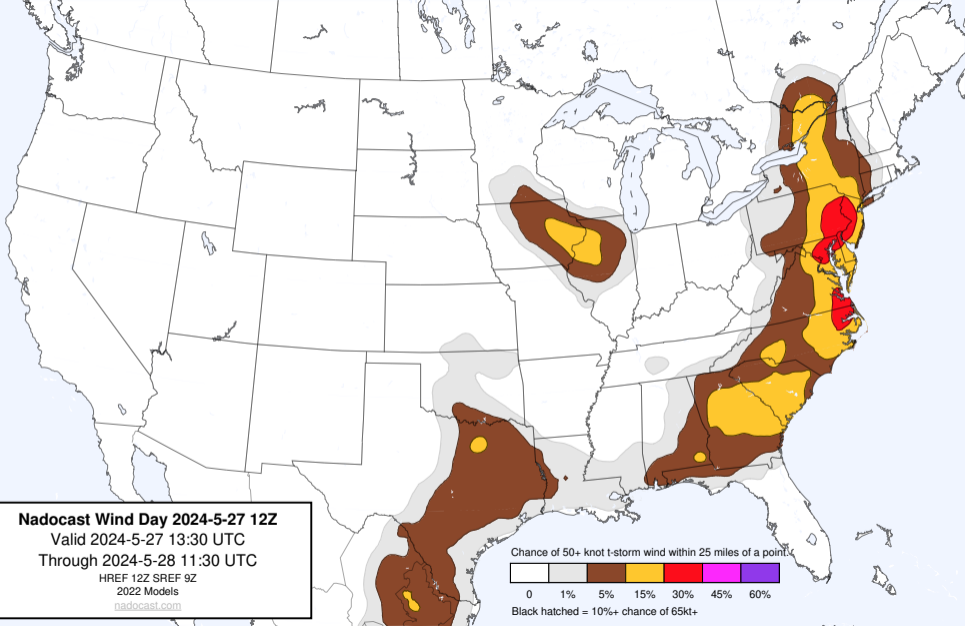 Nadocast Wind Day 2024-5-27 12Z
Valid 2024-5-27 13:30 UTC
Through 2024-5-28 11:30 UTC
HREF 12Z SREF 9Z
2022 Models
nadocast.com
Chance of 50+ knot t-storm wind within 25 miles of a point.
0 1% 5% 15% 30% 45% 60%
Black hatched = 10%+ chance of 65kt+